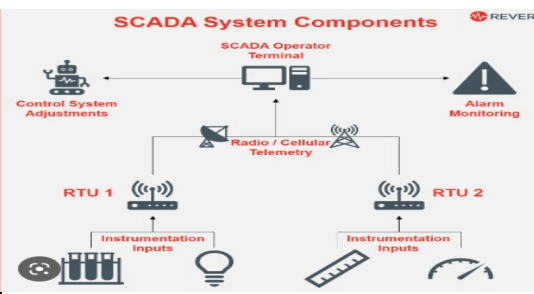 SCADA System Components
REVER
SCADA Operator
Terminal
Control System
Adjustments
Alarm
Monitoring
Radio / Cellular
Telemetry
RTU 1
RTU 2
Instrumentation
Inputs
Instrumentation
Inputs